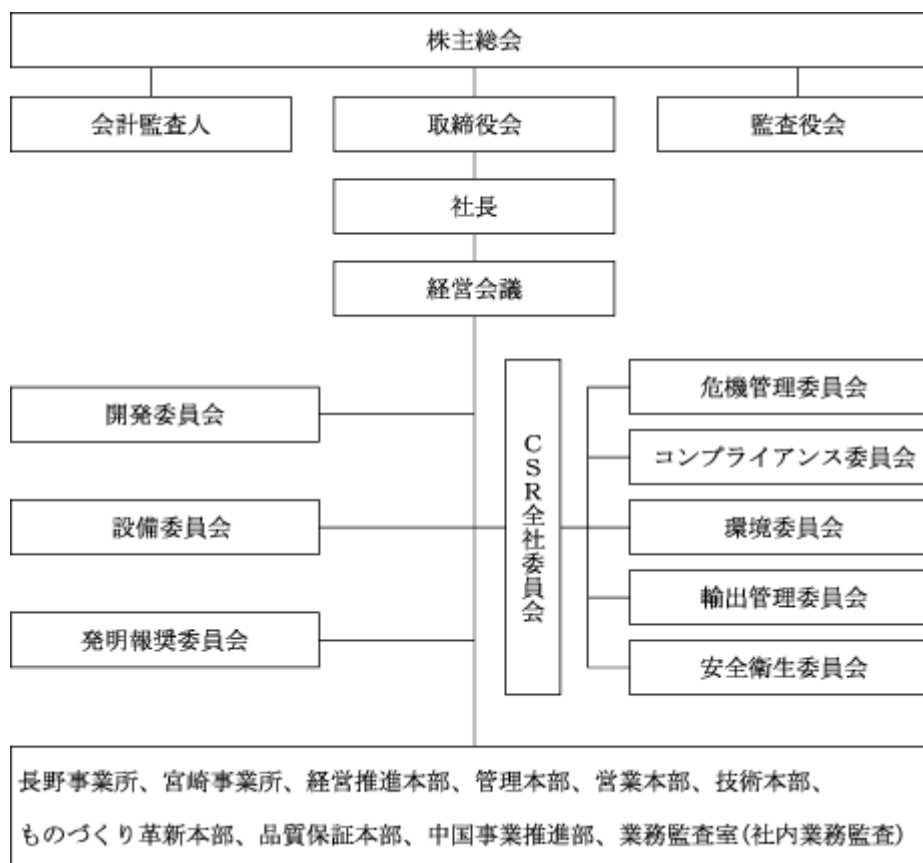 株主総会
会計監査人
取締役会
監査役会
社長
経営会議
開発委員会
設備委員会
発明報奨委員会
CSR全社委員会
危機管理委員会
コンプライアンス委員会
環境委員会
輸出管理委員会
安全衛生委員会
長野事業所、宮崎事業所、経営推進本部、管理本部、営業本部、技術本部、
ものづくり革新本部、品質保証本部、中国事業推進部、業務監査室(社内業務監査)